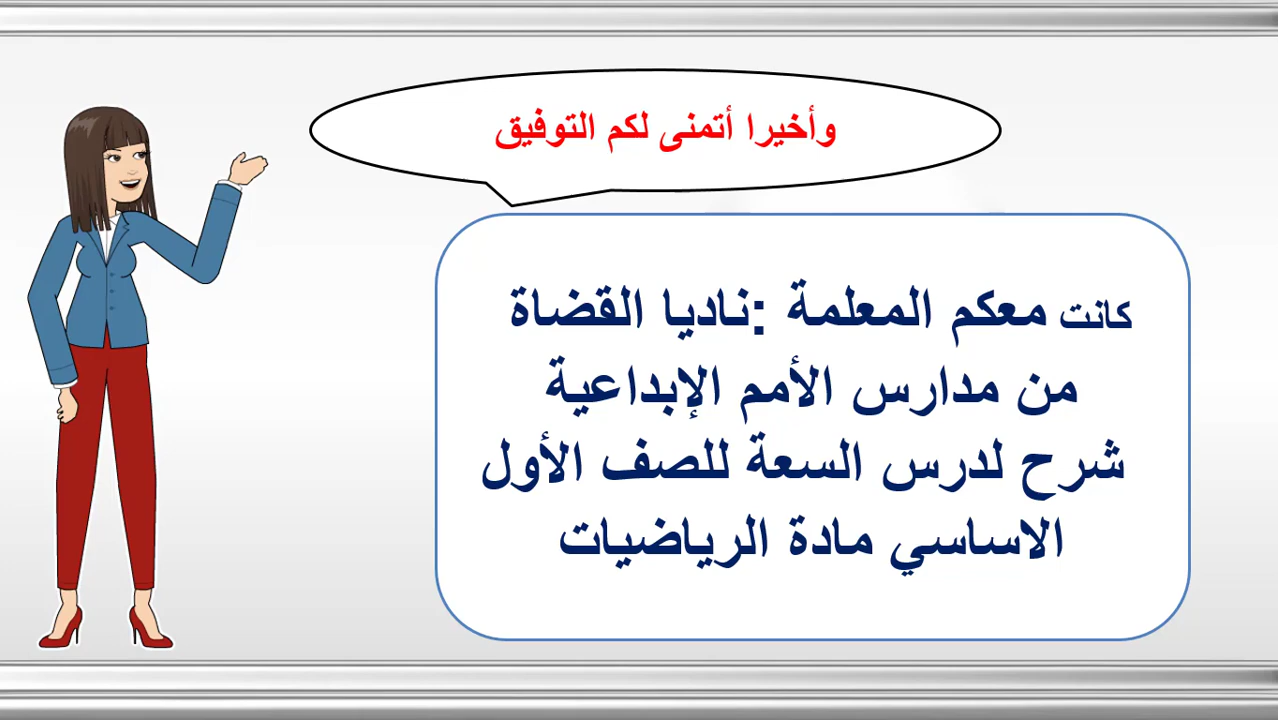 وأخيرا أتمنى لكم التوفيق
كانت معكم المعلمة :ناديا القضاة
من مدارس الأمم الإبداعية
شرح لدرس السعة للصف الأول
الاساسي مادة الرياضيات